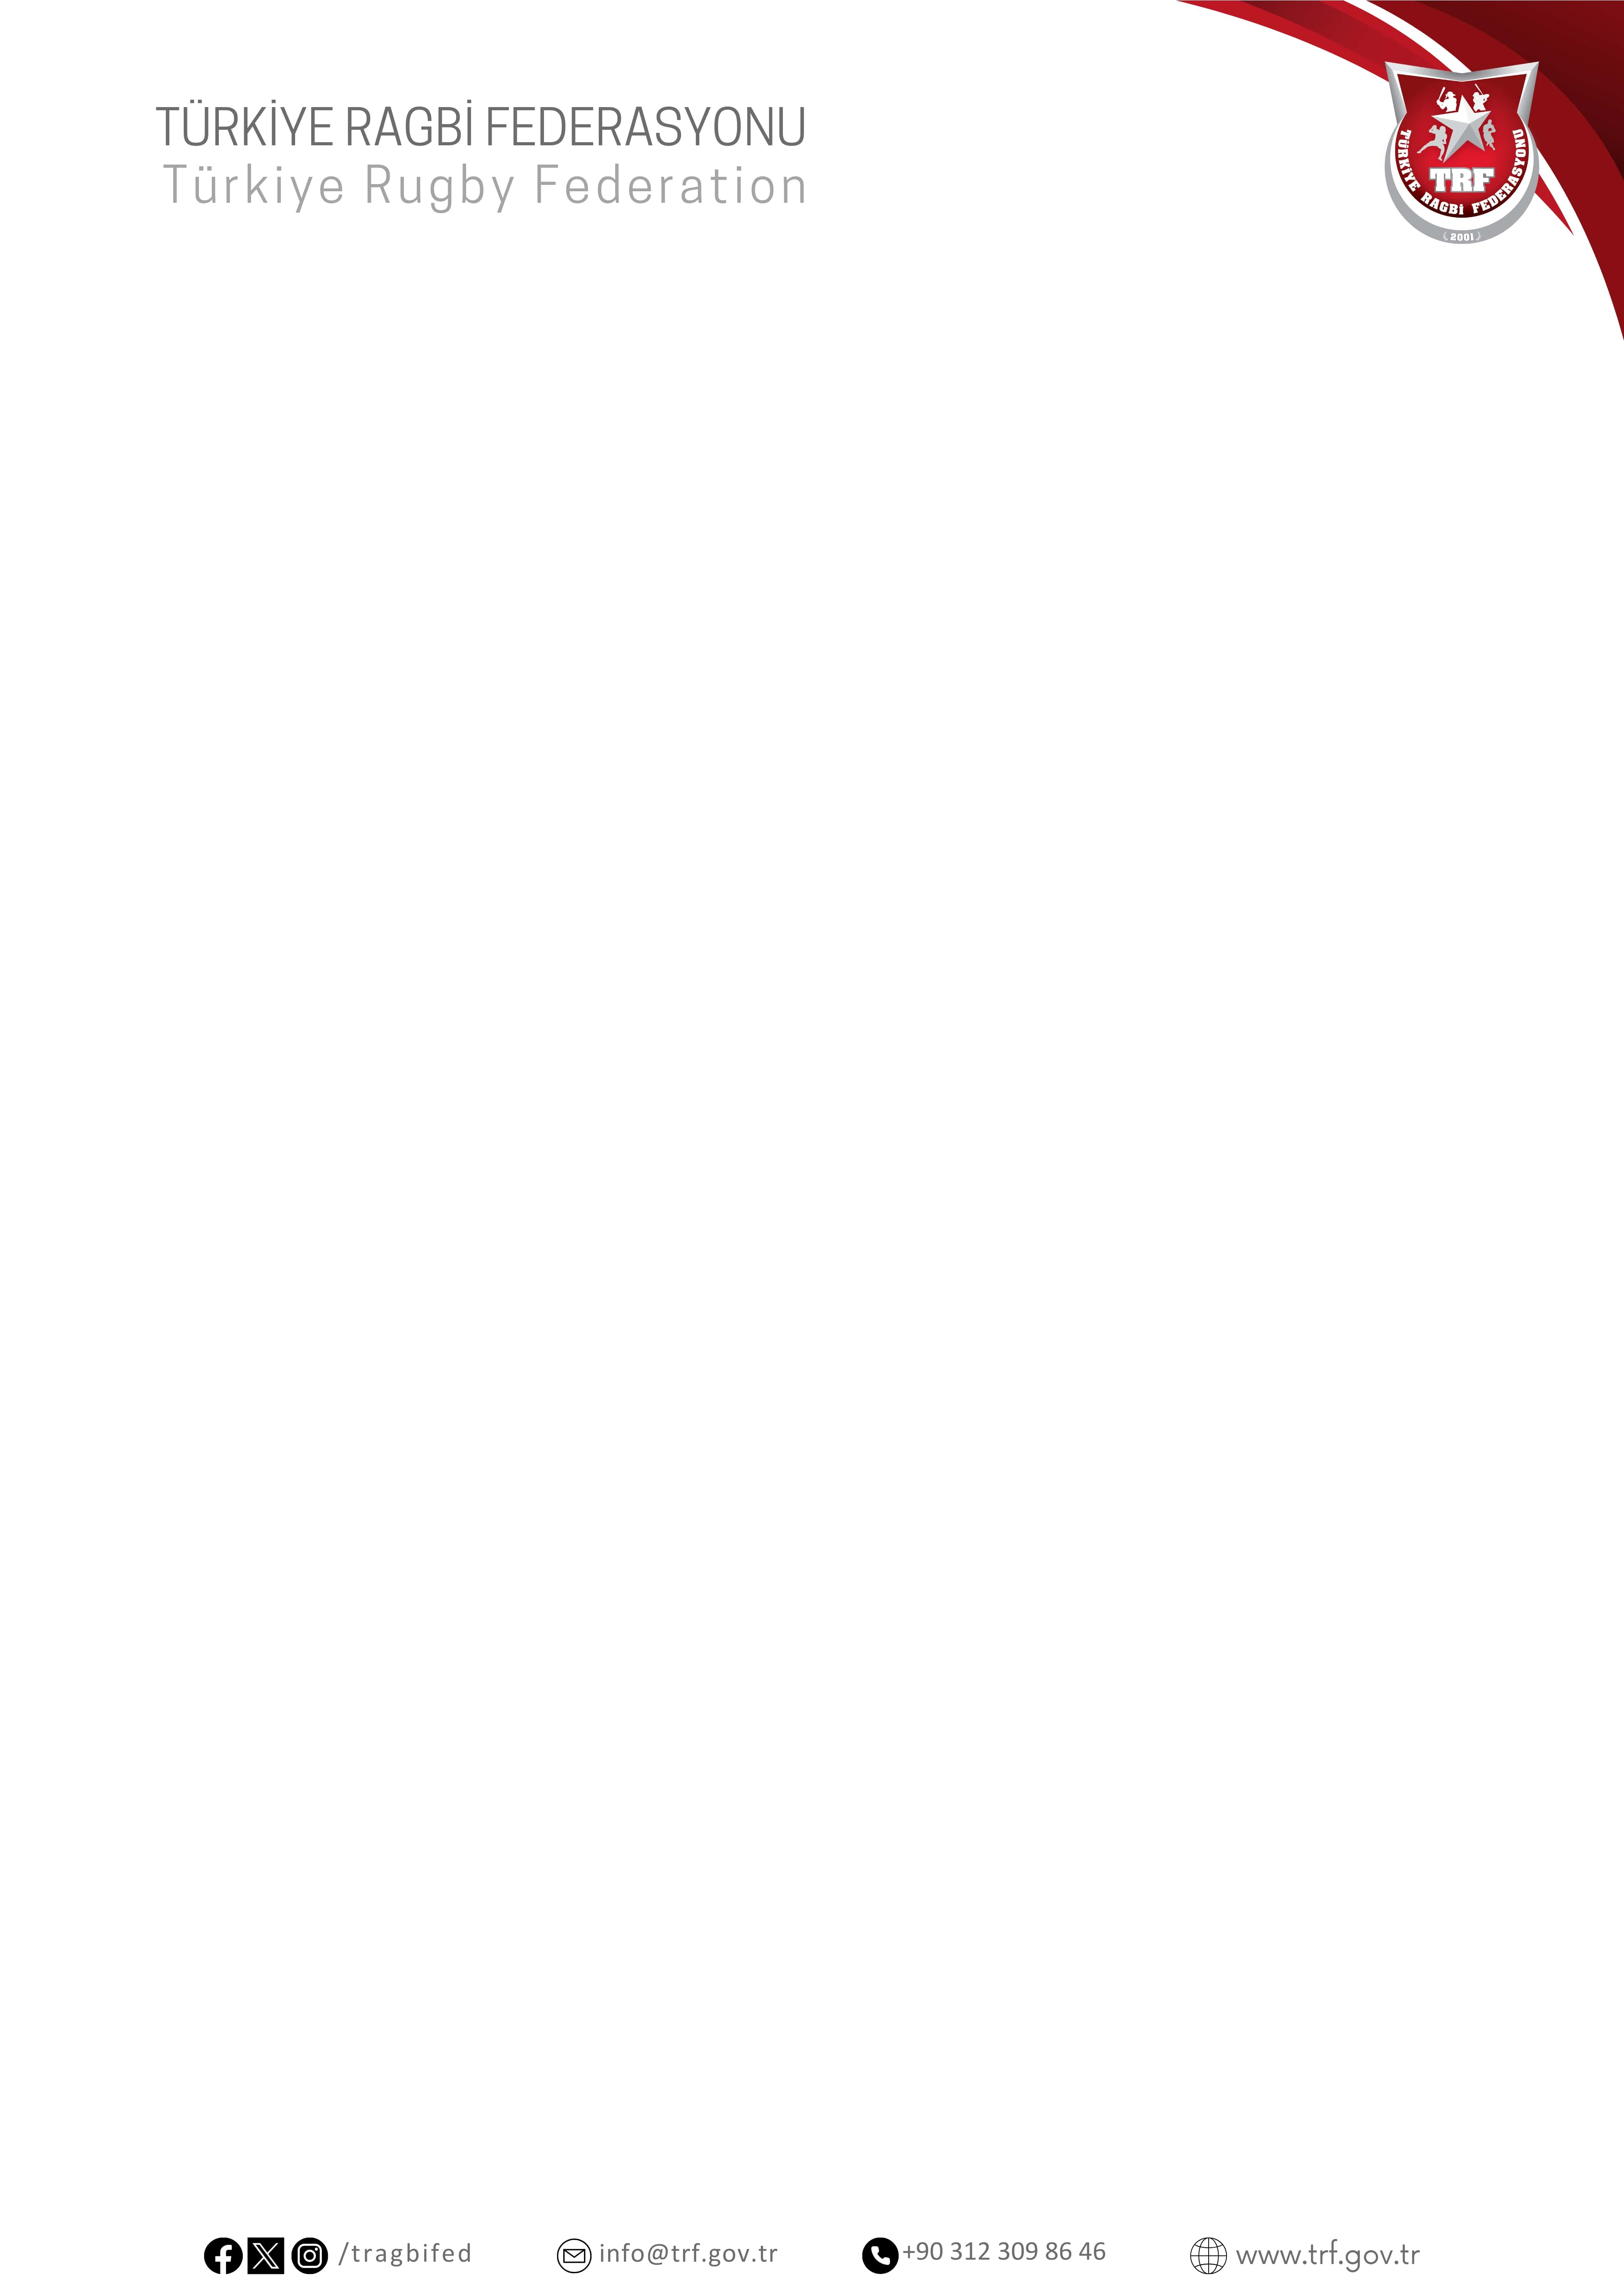 TÜRKİYE RAGBİ FEDERASYONU
Türkiye Rugby Federation
TRF
TÜRKİYE RAGBİ FEDERASYONU
2001
/tragbifed
info@trf.gov.tr
+90 312 309 86 46
www.trf.gov.tr